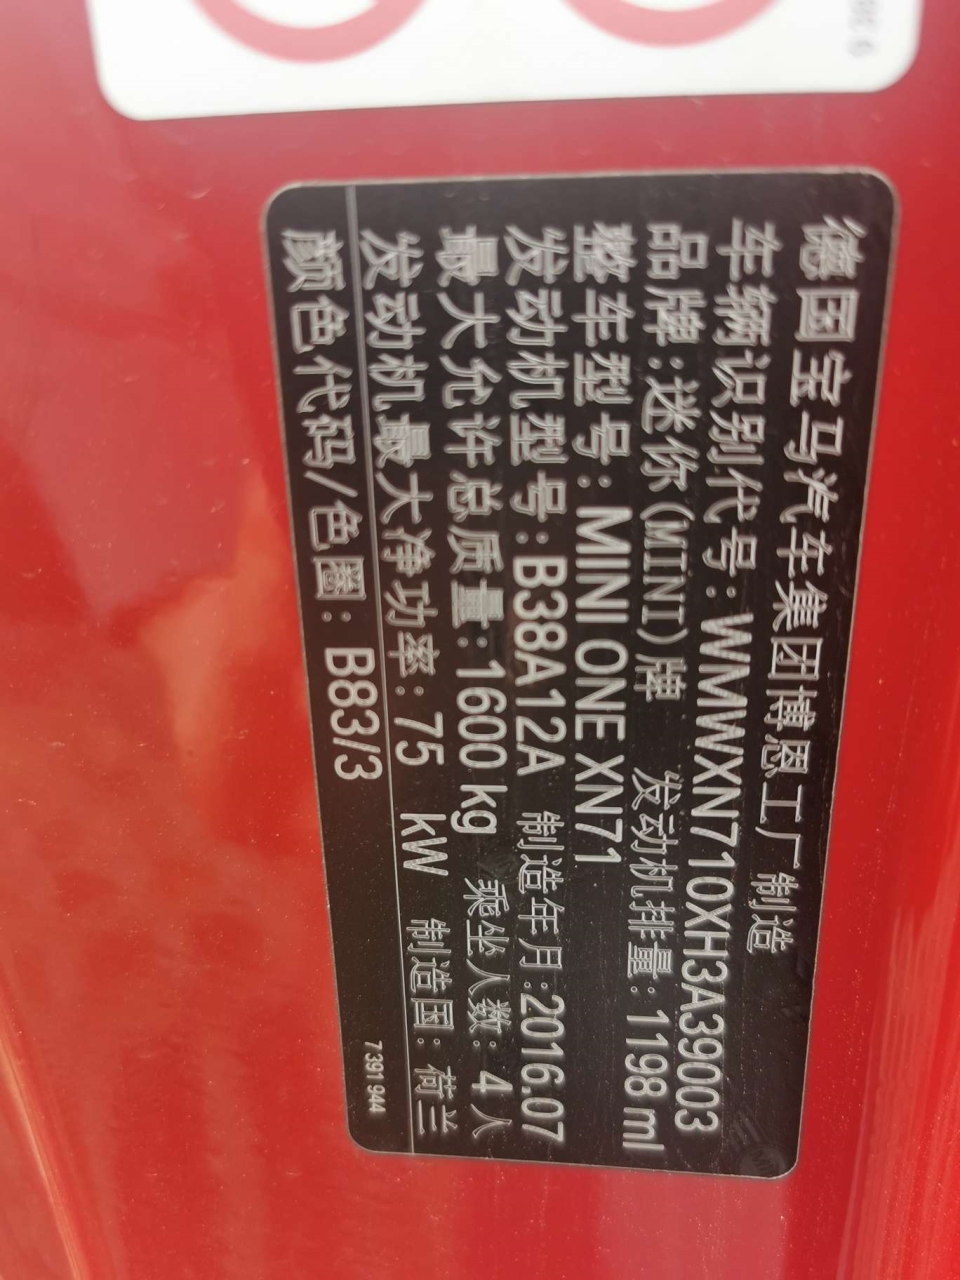 德国宝马汽车集团博恩工厂制造
车辆识别代号:WMWXN710XH3A39003
品牌:迷你(MINI)牌 发动机排量:1198 ml
整车型号:MINI ONE XN71
发动机型号:B38A12A 制造年月:2016.07
最大允许总质量:1600 kg 乘坐人数:4 人
发动机最大净功率:75 kW 制造国:荷兰
颜色代码/色圈:B83/3
7 391 944